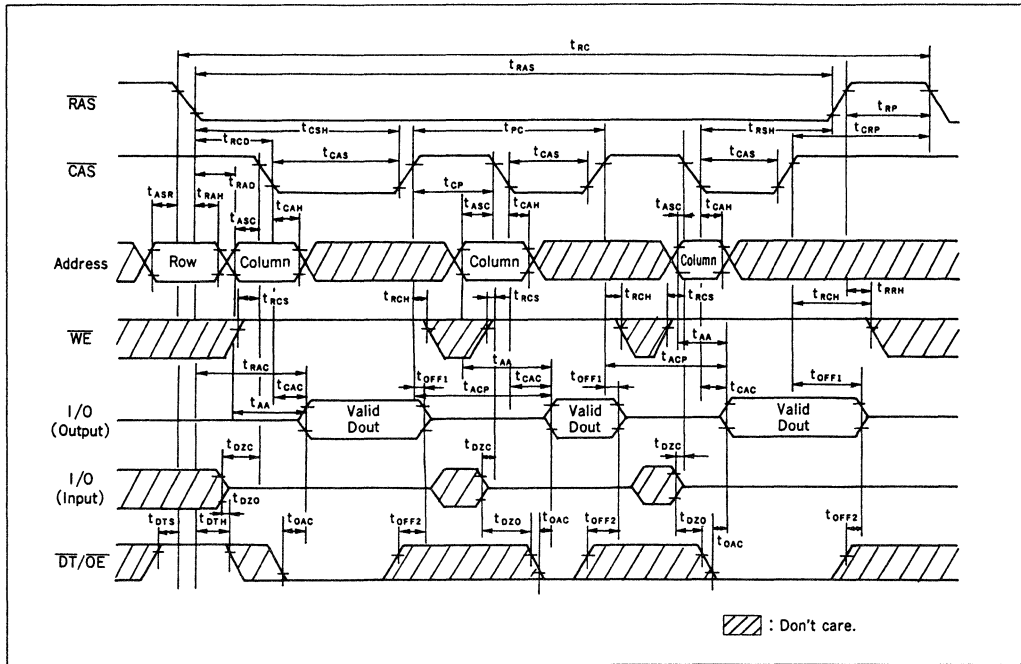 tRC
tRAS
RAS
tRP
tCSH
tPC
tRSH
tCRP
tRCD
tCAS
tCAS
tCAS
CAS
tRAD
tCP
tASR
tRAH
tCAH
tASC
tCAH
tASC
tCAH
tASC
Address
Row
Column
Column
Column
tRCS
tRCH
tRCS
tRCH
tRCS
tRCH
tRRH
WE
tAA
tAA
tRAC
tOFF1
tCAC
tOFF1
tACP
tCAC
tOFF1
tCAC
tACP
tAA
I/O
(Output)
Valid
Dout
Valid
Dout
Valid
Dout
tDZC
tDZC
tDZC
I/O
(Input)
tDZO
tDTS
tDTH
tOAC
tOFF2
tDZO
tOAC
tOFF2
tDZO
tOAC
tOFF2
DT/OE
: Don't care.